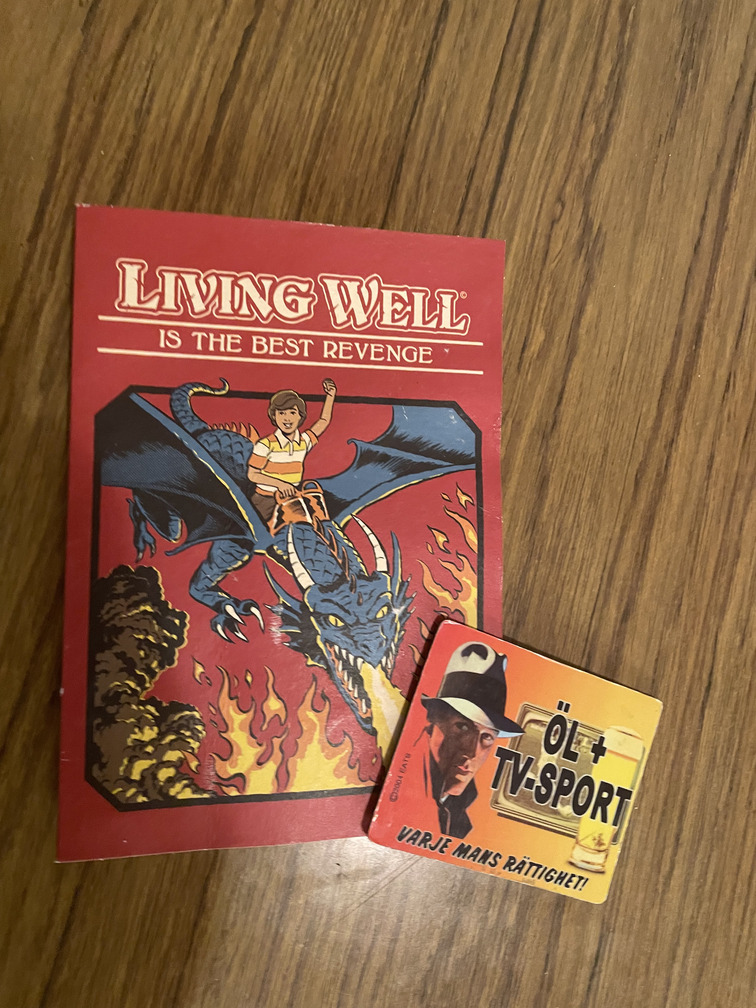 LIVING WELL©
IS THE BEST REVENGE
ÖL +
TV-SPORT
VARJE MANS RÄTTIGHET!